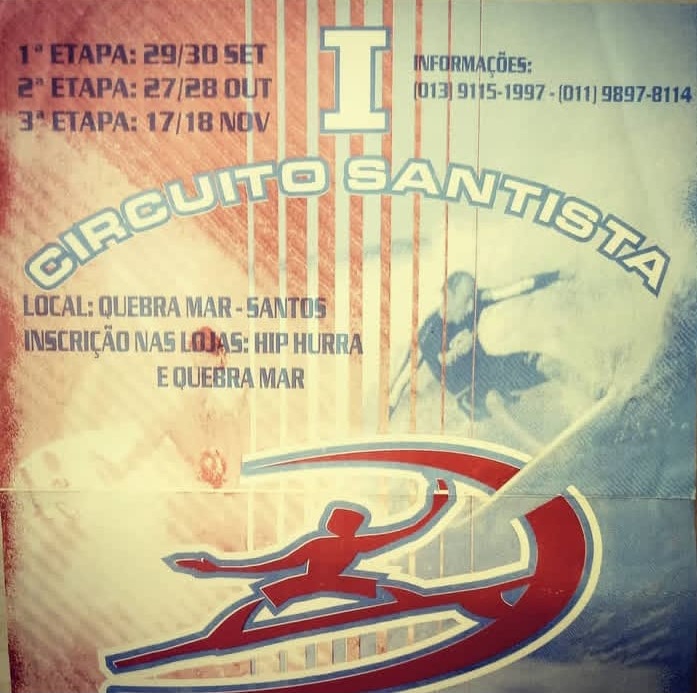 1ª ETAPA: 29/30 SET
2ª ETAPA: 27/28 OUT
3ª ETAPA: 17/18 NOV
I
INFORMAÇÕES:
(013) 9115-1997 - (011) 9897-8114
CIRCUITO SANTISTA
LOCAL: QUEBRA MAR - SANTOS
INSCRIÇÃO NAS LOJAS: HIP HURRA
E QUEBRA MAR